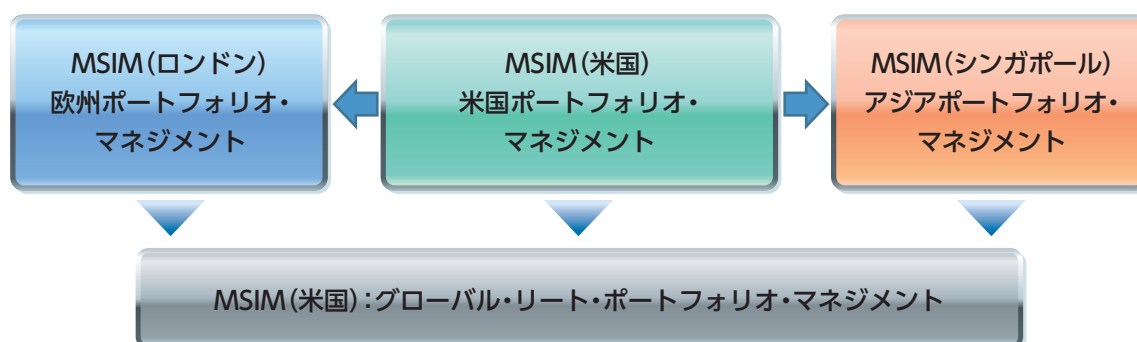 MSIM(ロンドン)
欧州ポートフォリオ・
マネジメント
MSIM(米国)
米国ポートフォリオ・
マネジメント
MSIM(シンガポール)
アジアポートフォリオ・
マネジメント
MSIM(米国):グローバル・リート・ポートフォリオ・マネジメント